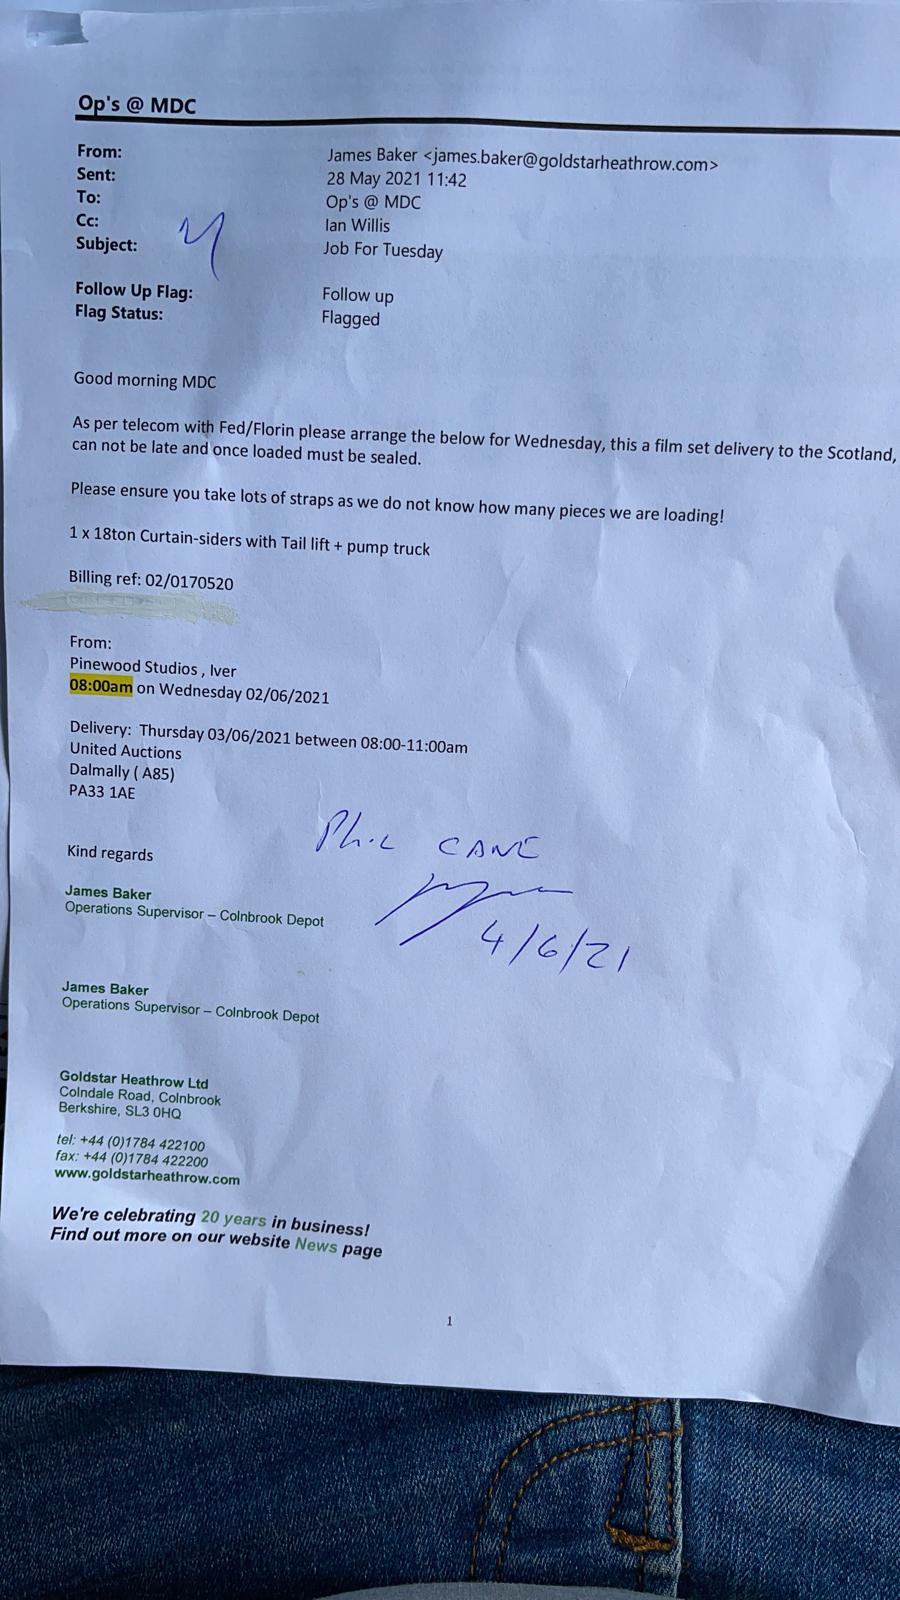 Op's @ MDC
From: James Baker <james.baker@goldstarheathrow.com>
Sent: 28 May 2021 11:42
To: Op's @ MDC
Cc: Ian Willis
Subject: Job For Tuesday
Follow Up Flag: Follow up
Flag Status: Flagged
Good morning MDC
As per telecom with Fed/Florin please arrange the below for Wednesday, this a film set delivery to the Scotland,
can not be late and once loaded must be sealed.
Please ensure you take lots of straps as we do not know how many pieces we are loading!
1 x 18ton Curtain-siders with Tail lift + pump truck
Billing ref: 02/0170520
From:
Pinewood Studios , Iver
08:00am on Wednesday 02/06/2021
Delivery: Thursday 03/06/2021 between 08:00-11:00am
United Auctions
Dalmally ( A85)
PA33 1AE
Phil CANE
Kind regards
James Baker
Operations Supervisor – Colnbrook Depot
4/6/21
James Baker
Operations Supervisor – Colnbrook Depot
Goldstar Heathrow Ltd
Colndale Road, Colnbrook
Berkshire, SL3 0HQ
tel: +44 (0)1784 422100
fax: +44 (0)1784 422200
www.goldstarheathrow.com
We're celebrating 20 years in business!
Find out more on our website News page
1